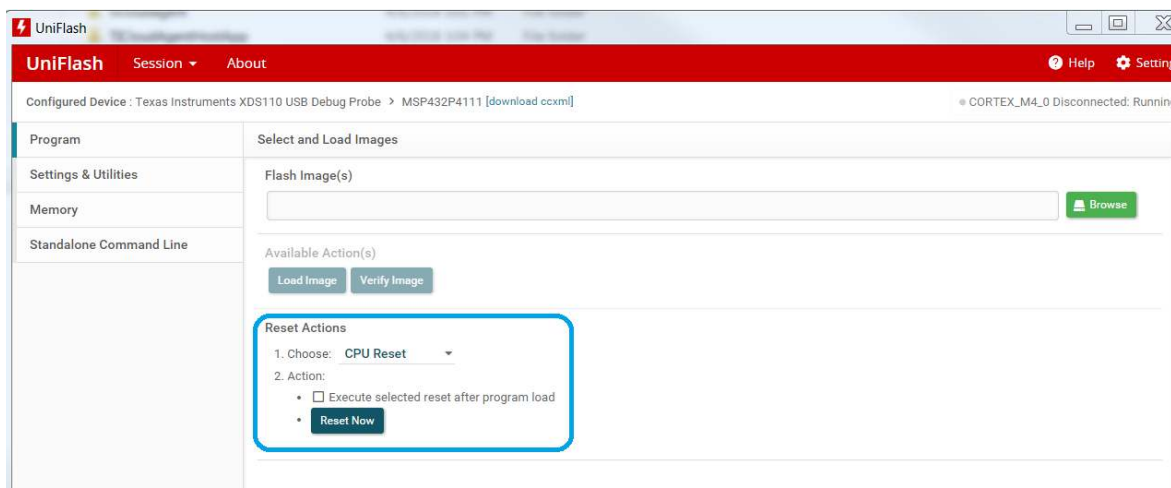 UniFlash
UniFlash Session About Help Setting
Configured Device : Texas Instruments XDS110 USB Debug Probe > MSP432P4111 [download ccxml] CORTEX_M4_0 Disconnected: Runnin
Program
Select and Load Images
Settings & Utilities
Flash Image(s)
Memory
Browse
Standalone Command Line
Available Action(s)
Load Image Verify Image
Reset Actions
1. Choose: CPU Reset
2. Action:
• Execute selected reset after program load
• Reset Now